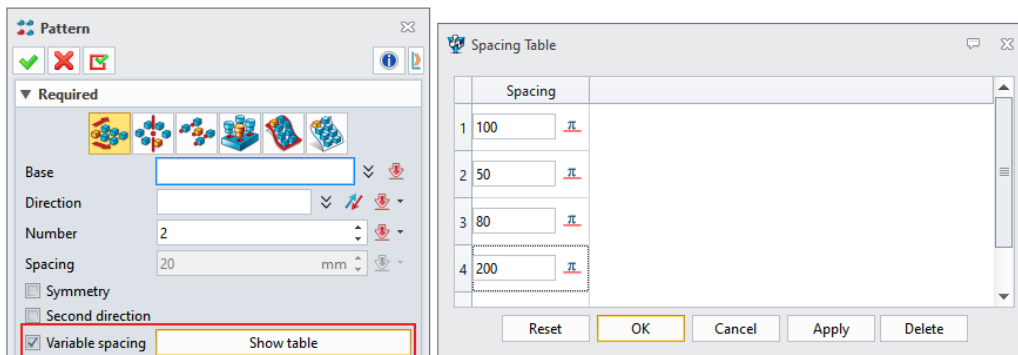 Pattern
Required
Base
Direction
Number 2
Spacing 20 mm
Symmetry
Second direction
Variable spacing Show table
Spacing Table
Spacing
1 100 π
2 50 π
3 80 π
4 200 π
Reset OK Cancel Apply Delete